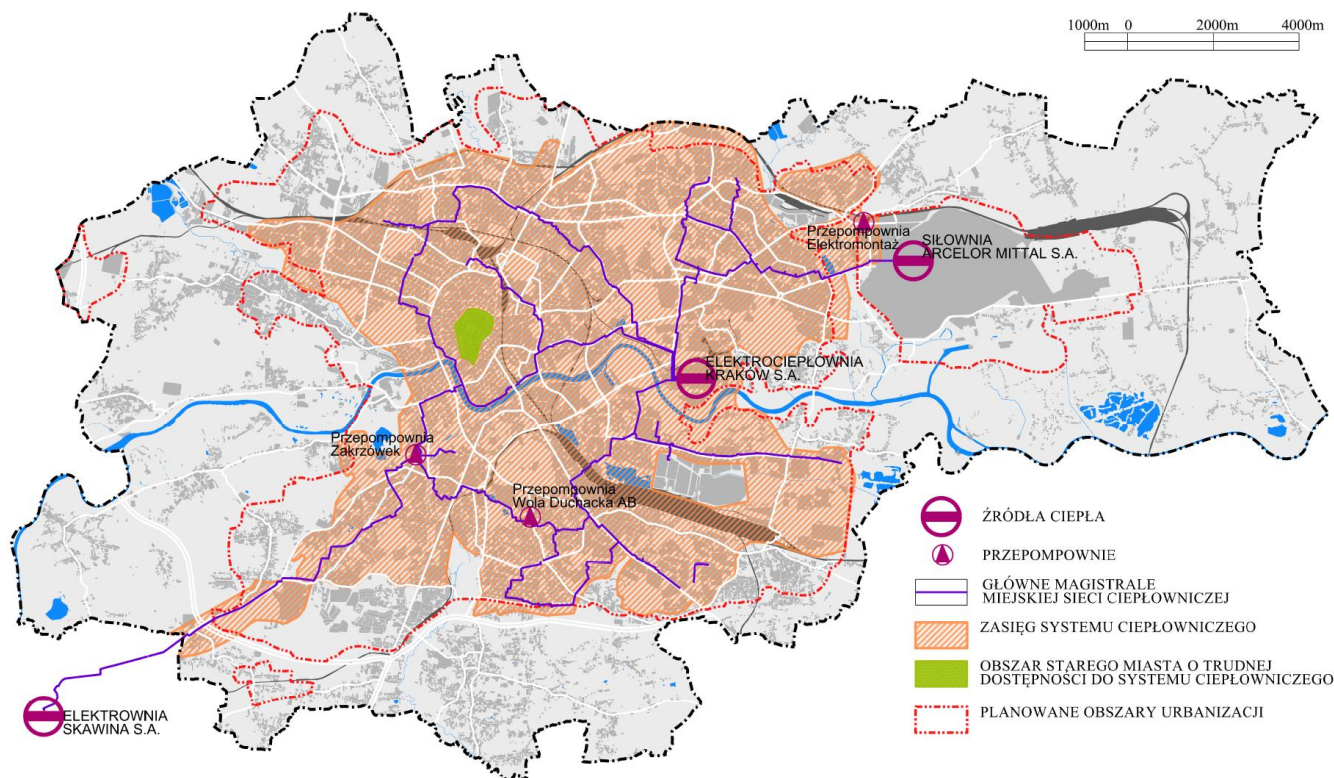 1000m 0 2000m 4000m
Przepompownia
Elektromontaż
SIŁOWNIA
ARCELOR MITTAL S.A.
ELEKTROCIEPŁOWNIA
KRAKÓW S.A.
Przepompownia
Zakrzówek
Przepompownia
Wola Duchacka AB
ELEKTROWNIA
SKAWINA S.A.
ŹRÓDŁA CIEPŁA
PRZEPOMPOWNIE
GŁÓWNE MAGISTRALE
MIEJSKIEJ SIECI CIEPŁOWNICZEJ
ZASIĘG SYSTEMU CIEPŁOWNICZEGO
OBSZAR STAREGO MIASTA O TRUDNEJ
DOSTĘPNOŚCI DO SYSTEMU CIEPŁOWNICZEGO
PLANOWANE OBSZARY URBANIZACJI